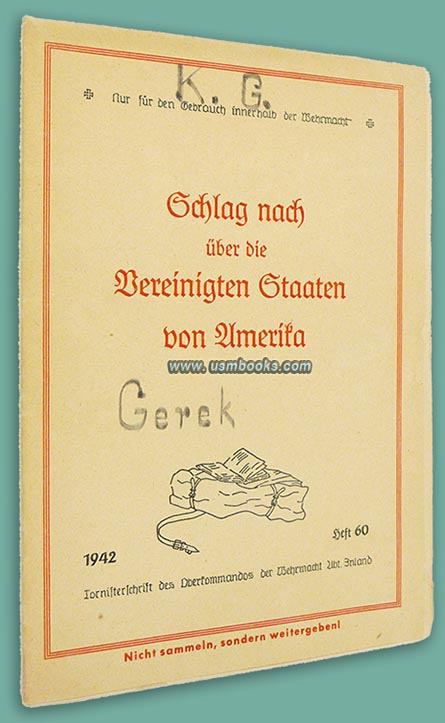 K. G.
Nur für den Gebrauch innerhalb der Wehrmacht
Schlag nach
über die
Vereinigten Staaten
von Amerika
www.usmbooks.com
Gerek
1942
Heft 60
Tornisterschrift des Oberkommandos der Wehrmacht Abt. Inland
Nicht sammeln, sondern weitergeben!